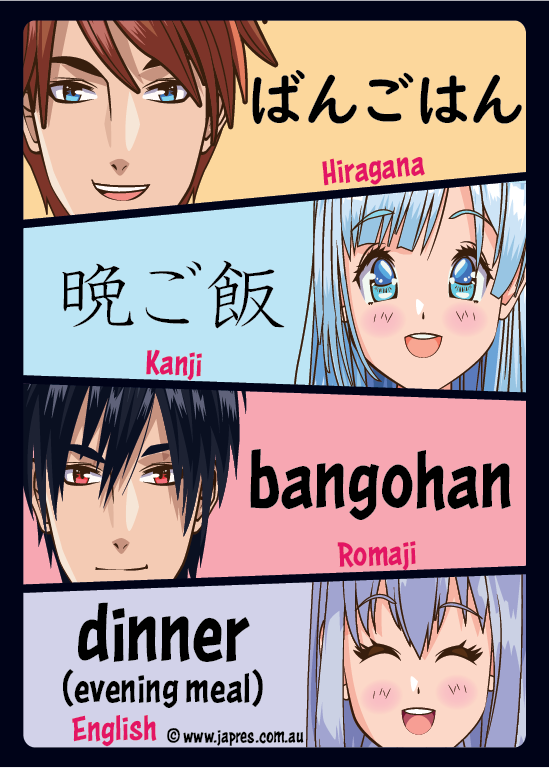 ばんごはん
Hiragana
晩ご飯
Kanji
bangohan
Romaji
dinner
(evening meal)
English © www.japres.com.au